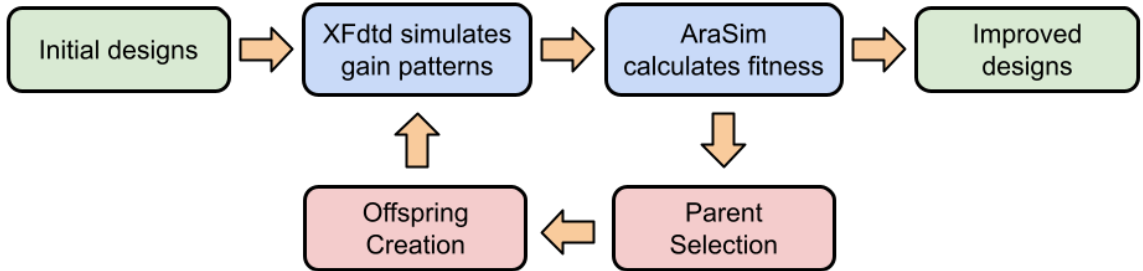 Initial designs
XFdtd simulates
gain patterns
AraSim
calculates fitness
Improved
designs
Offspring
Creation
Parent
Selection